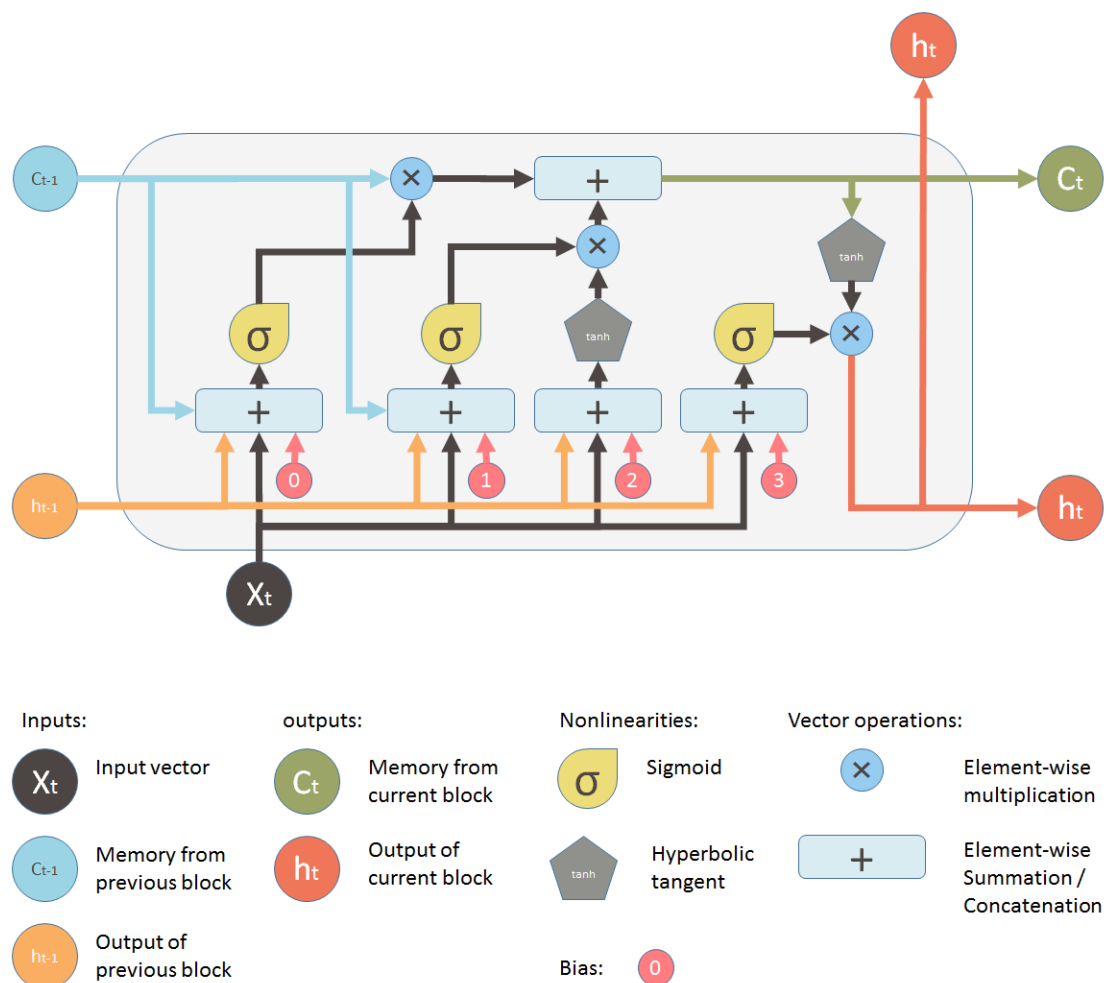 ht
Ct-1
×
+
Ct
tanh
×
σ
σ
tanh
σ
×
+
+
+
+
0
1
2
3
ht-1
ht
Xt
Inputs:
outputs:
Nonlinearities:
Vector operations:
Xt
Input vector
Ct
Memory from
current block
σ
Sigmoid
×
Element-wise
multiplication
Ct-1
Memory from
previous block
ht
Output of
current block
tanh
Hyperbolic
tangent
+
Element-wise
Summation /
Concatenation
ht-1
Output of
previous block
Bias:
0